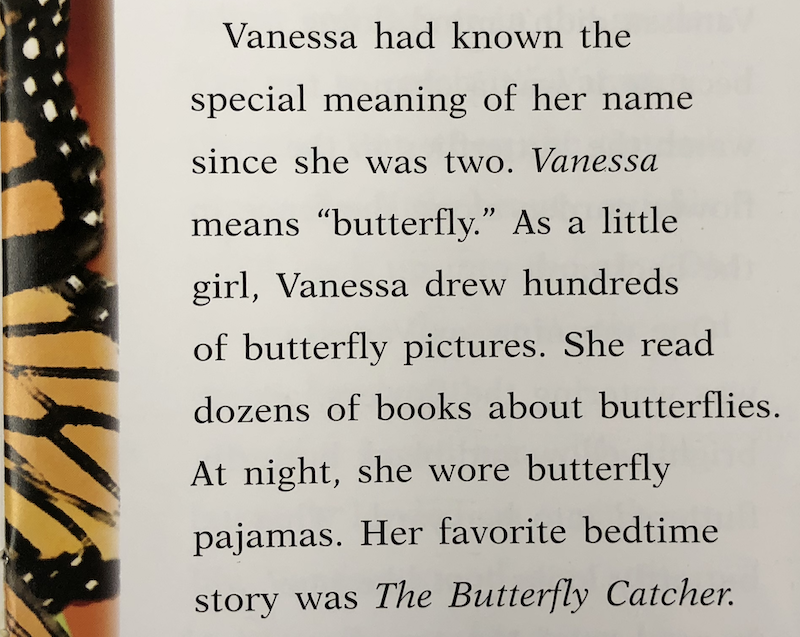 Vanessa had known the
special meaning of her name
since she was two. Vanessa
means “butterfly.” As a little
girl, Vanessa drew hundreds
of butterfly pictures. She read
dozens of books about butterflies.
At night, she wore butterfly
pajamas. Her favorite bedtime
story was The Butterfly Catcher.